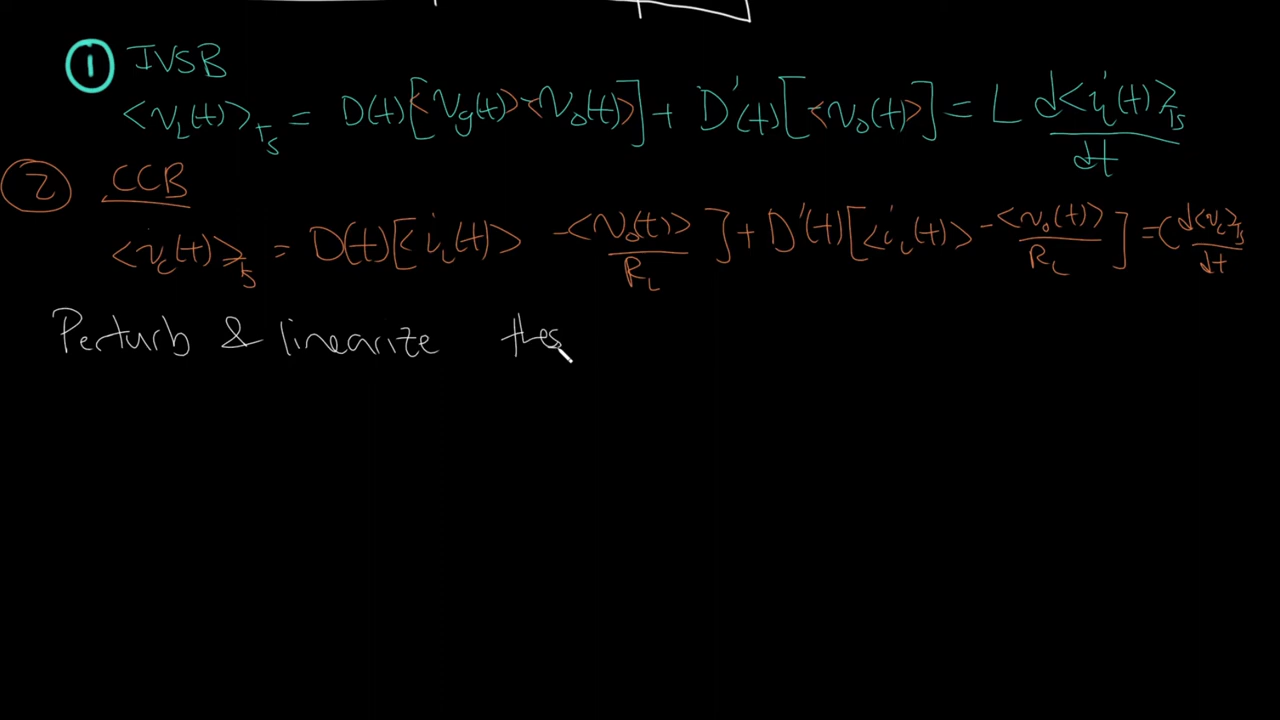 ① IVSB
<v_L(t)>_Ts = D(t)[<v_g(t)><v_o(t)>] + D'(t)[<v_o(t)>] = L d<i_L(t)>_Ts / dt
② CCB
<i_c(t)>_Ts = D(t)[<i_L(t)> - <v_o(t)> / R_L] + D'(t)[<i_L(t)> - <v_o(t)> / R_L] = C d<v_c>_Ts / dt
Perturb & linearize thes